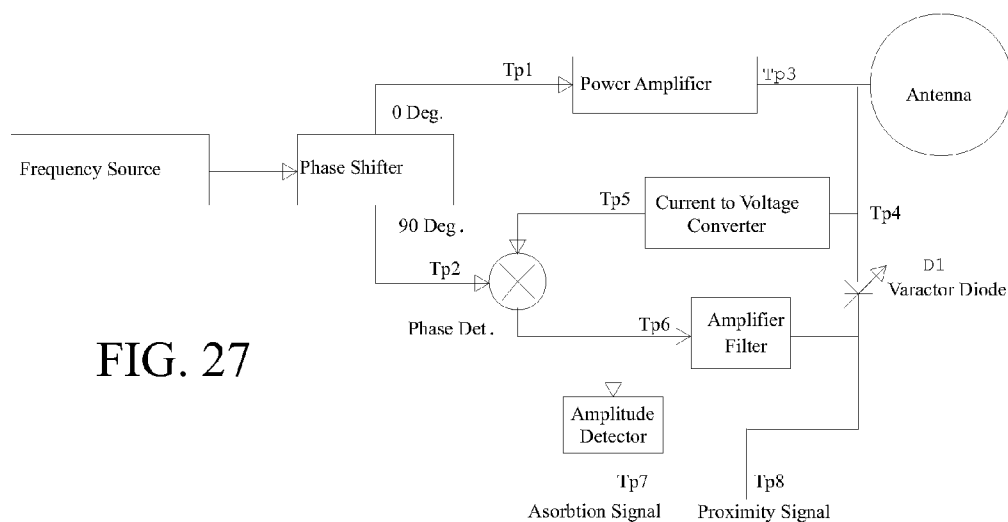 Tp1
Power Amplifier
Tp3
Antenna
0 Deg.
Frequency Source
Phase Shifter
Tp5
Current to Voltage
Converter
Tp4
90 Deg.
Tp2
D1
Varactor Diode
Phase Det.
Tp6
Amplifier
Filter
FIG. 27
Amplitude
Detector
Tp7
Tp8
Asorbtion Signal
Proximity Signal